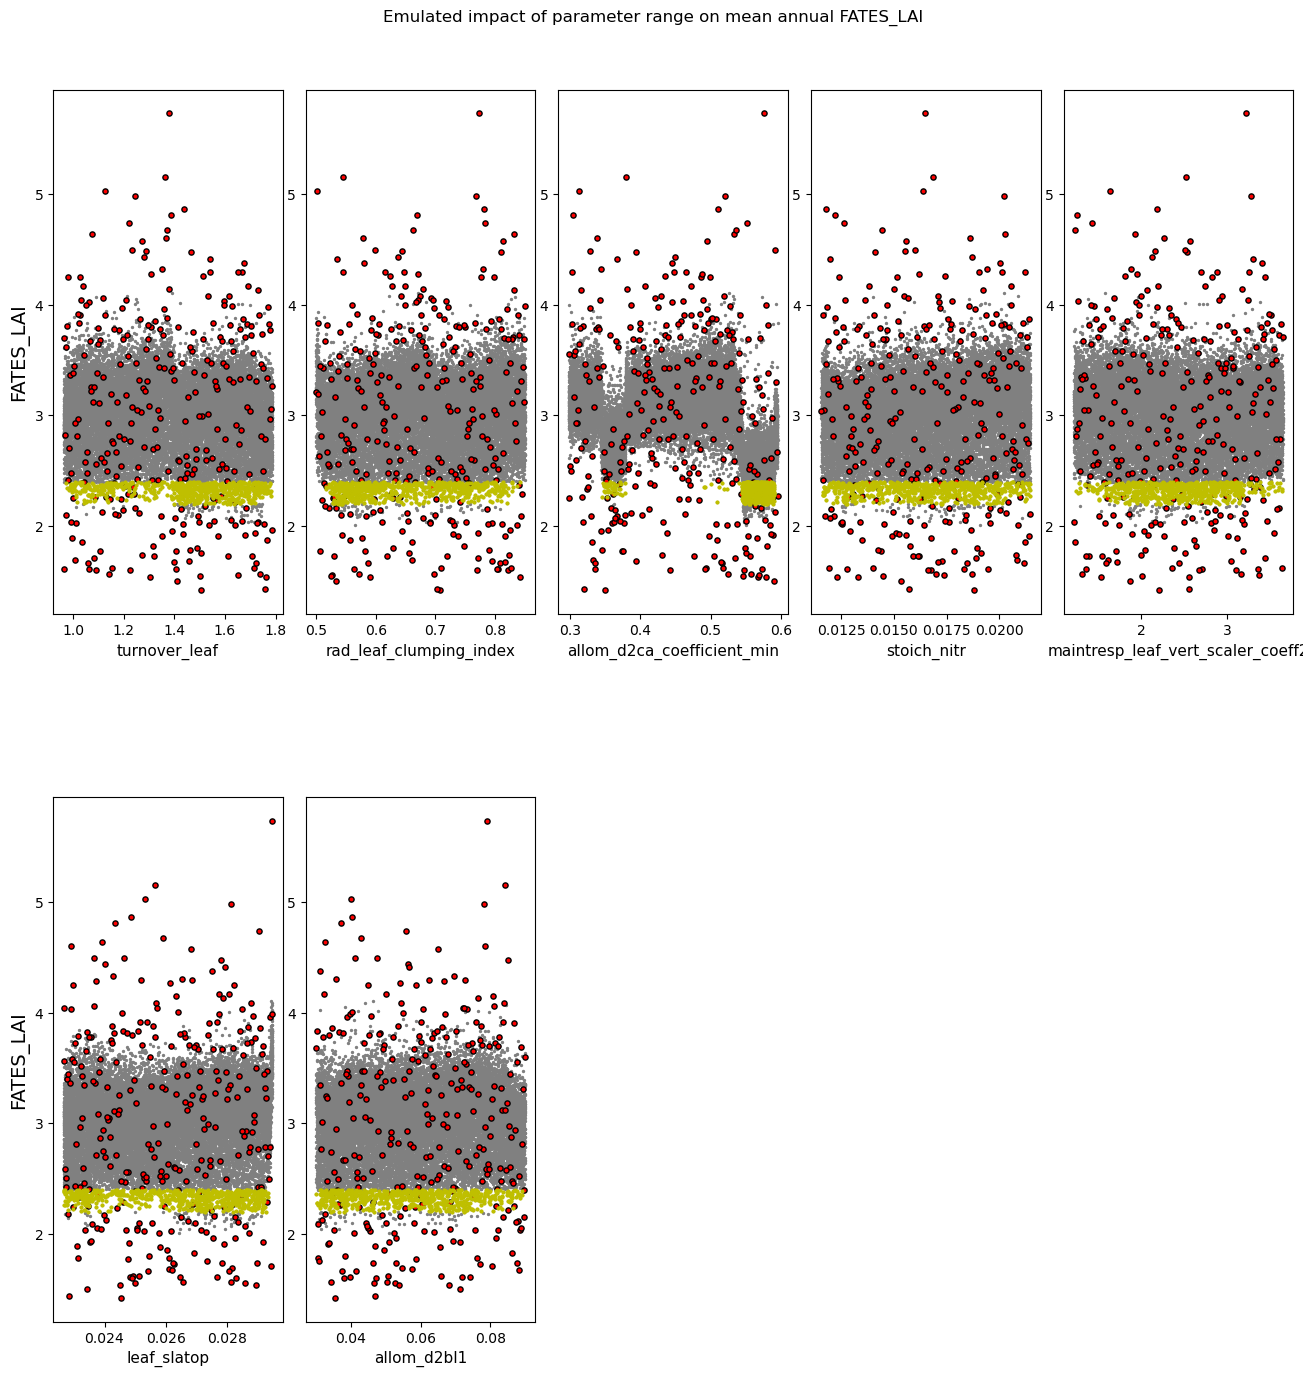 Emulated impact of parameter range on mean annual FATES_LAI
FATES_LAI
5
4
3
2
1.0 1.2 1.4 1.6 1.8
turnover_leaf
5
4
3
2
0.5 0.6 0.7 0.8
rad_leaf_clumping_index
5
4
3
2
0.3 0.4 0.5 0.6
allom_d2ca_coefficient_min
5
4
3
2
0.0125 0.0150 0.0175 0.0200
stoich_nitr
5
4
3
2
2 3
maintresp_leaf_vert_scaler_coeff2
FATES_LAI
5
4
3
2
0.024 0.026 0.028
leaf_slatop
5
4
3
2
0.04 0.06 0.08
allom_d2bl1